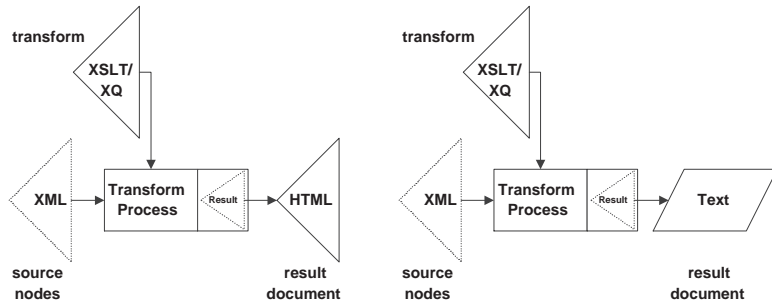 transform
XSLT/
XQ
XML
Transform
Process
Result
HTML
source
nodes
result
document
transform
XSLT/
XQ
XML
Transform
Process
Result
Text
source
nodes
result
document